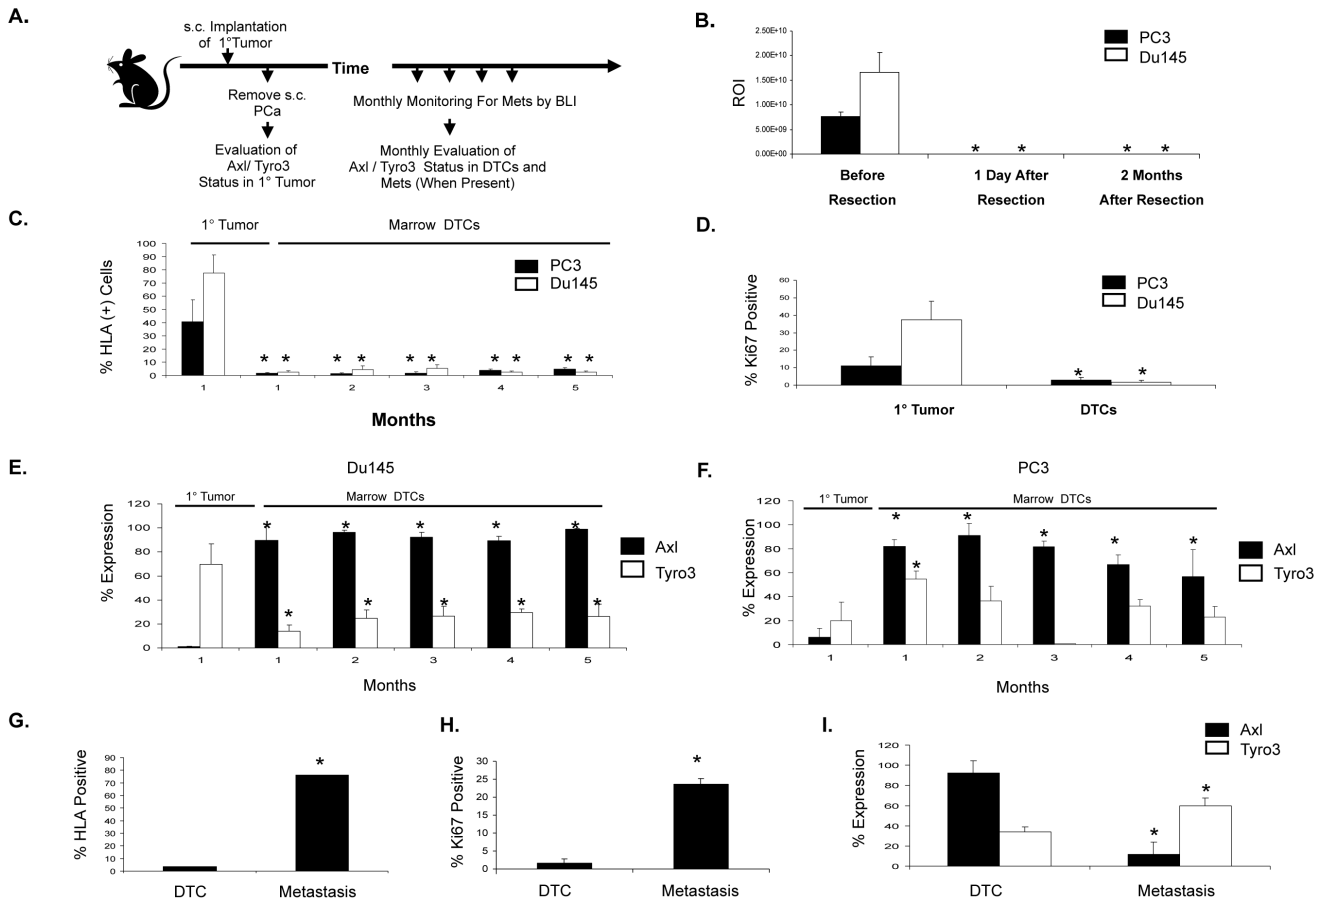 A.
s.c. Implantation
of 1°Tumor
Time
Remove s.c.
PCa
Monthly Monitoring For Mets by BLI
Evaluation of
Axl/ Tyro3
Status in 1° Tumor
Monthly Evaluation of
Axl / Tyro3 Status in DTCs and
Mets (When Present)
B.
PC3
Du145
ROI
2.50E+10
2.00E+10
1.50E+10
1.00E+10
5.00E+09
0.00E+00
* * * *
Before
Resection
1 Day After
Resection
2 Months
After Resection
C.
1° Tumor
Marrow DTCs
PC3
Du145
% HLA (+) Cells
100
90
80
70
60
50
40
30
20
10
0
* * * * * * * * * *
1 1 2 3 4 5
Months
D.
PC3
Du145
% Ki67 Positive
60
50
40
30
20
10
0
* *
1° Tumor
DTCs
E.
Du145
1° Tumor
Marrow DTCs
Axl
Tyro3
% Expression
120
100
80
60
40
20
0
* * * * * * * * * *
1 1 2 3 4 5
Months
F.
PC3
1° Tumor
Marrow DTCs
Axl
Tyro3
% Expression
120
100
80
60
40
20
0
* * * * * *
1 1 2 3 4 5
Months
G.
% HLA Positive
90
80
70
60
50
40
30
20
10
0
*
DTC
Metastasis
H.
% Ki67 Positive
30
25
20
15
10
5
0
*
DTC
Metastasis
I.
Axl
Tyro3
% Expression
120
100
80
60
40
20
0
* *
DTC
Metastasis